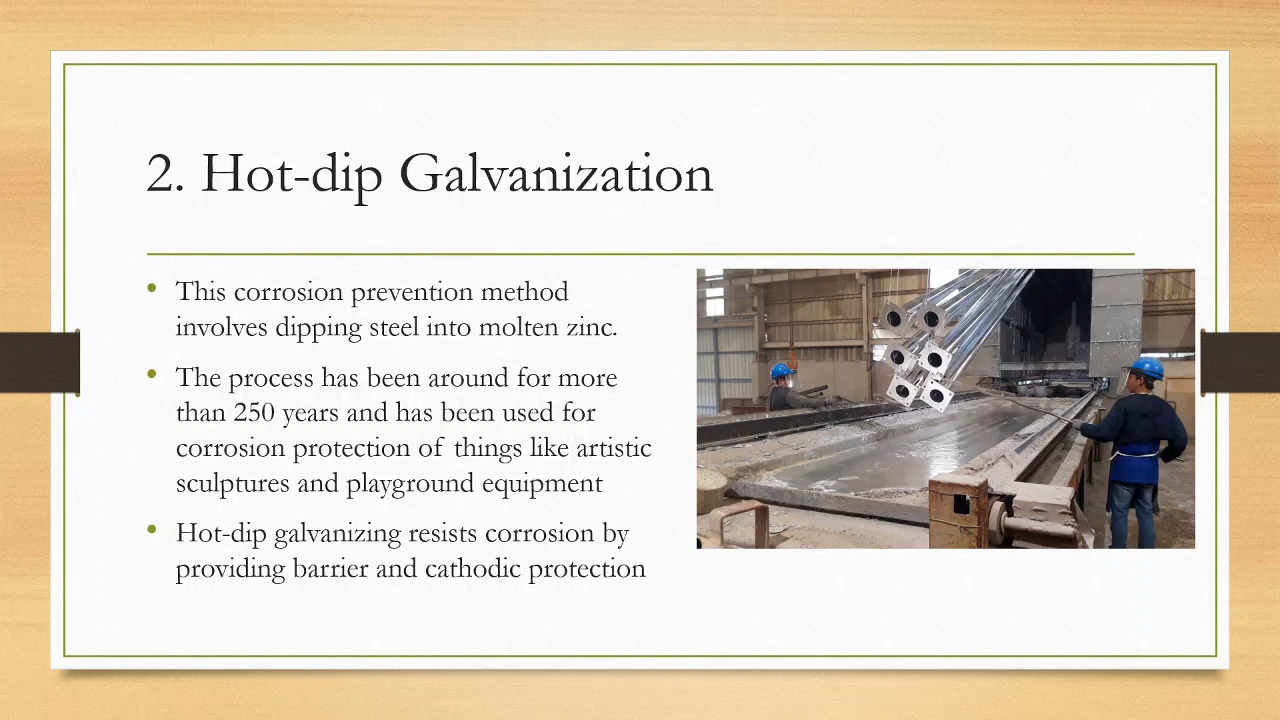 2. Hot-dip Galvanization
• This corrosion prevention method
involves dipping steel into molten zinc.
• The process has been around for more
than 250 years and has been used for
corrosion protection of things like artistic
sculptures and playground equipment
• Hot-dip galvanizing resists corrosion by
providing barrier and cathodic protection